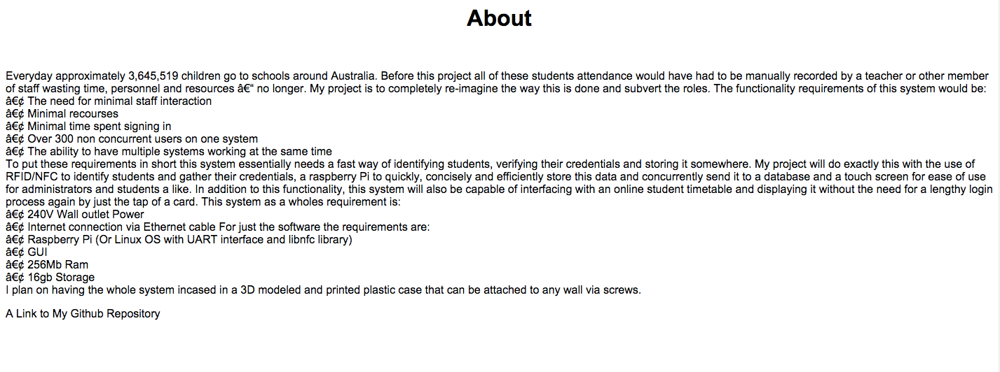 About
Everyday approximately 3,645,519 children go to schools around Australia. Before this project all of these students attendance would have had to be manually recorded by a teacher or other member
of staff wasting time, personnel and resources â€“ no longer. My project is to completely re-imagine the way this is done and subvert the roles. The functionality requirements of this system would be:
â€¢ The need for minimal staff interaction
â€¢ Minimal recourses
â€¢ Minimal time spent signing in
â€¢ Over 300 non concurrent users on one system
â€¢ The ability to have multiple systems working at the same time
To put these requirements in short this system essentially needs a fast way of identifying students, verifying their credentials and storing it somewhere. My project will do exactly this with the use of
RFID/NFC to identify students and gather their credentials, a raspberry Pi to quickly, concisely and efficiently store this data and concurrently send it to a database and a touch screen for ease of use
for administrators and students a like. In addition to this functionality, this system will also be capable of interfacing with an online student timetable and displaying it without the need for a lengthy login
process again by just the tap of a card. This system as a wholes requirement is:
â€¢ 240V Wall outlet Power
â€¢ Internet connection via Ethernet cable For just the software the requirements are:
â€¢ Raspberry Pi (Or Linux OS with UART interface and libnfc library)
â€¢ GUI
â€¢ 256Mb Ram
â€¢ 16gb Storage
I plan on having the whole system incased in a 3D modeled and printed plastic case that can be attached to any wall via screws.
A Link to My Github Repository